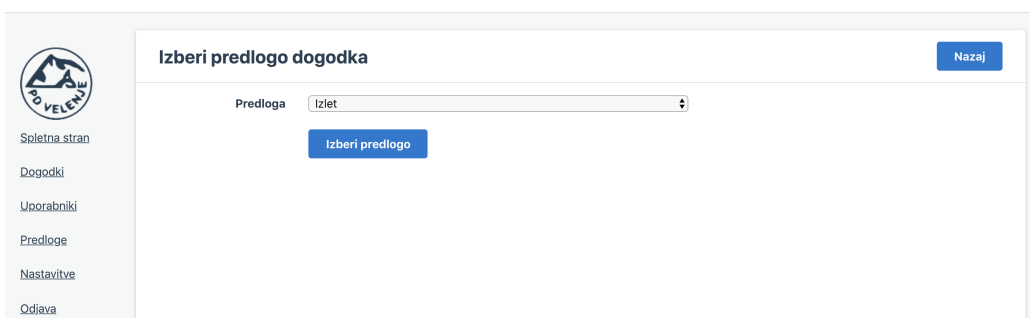 Izberi predlogo dogodka
Nazaj
PD VELENJE
Predloga
Izlet
Izberi predlogo
Spletna stran
Dogodki
Uporabniki
Predloge
Nastavitve
Odjava